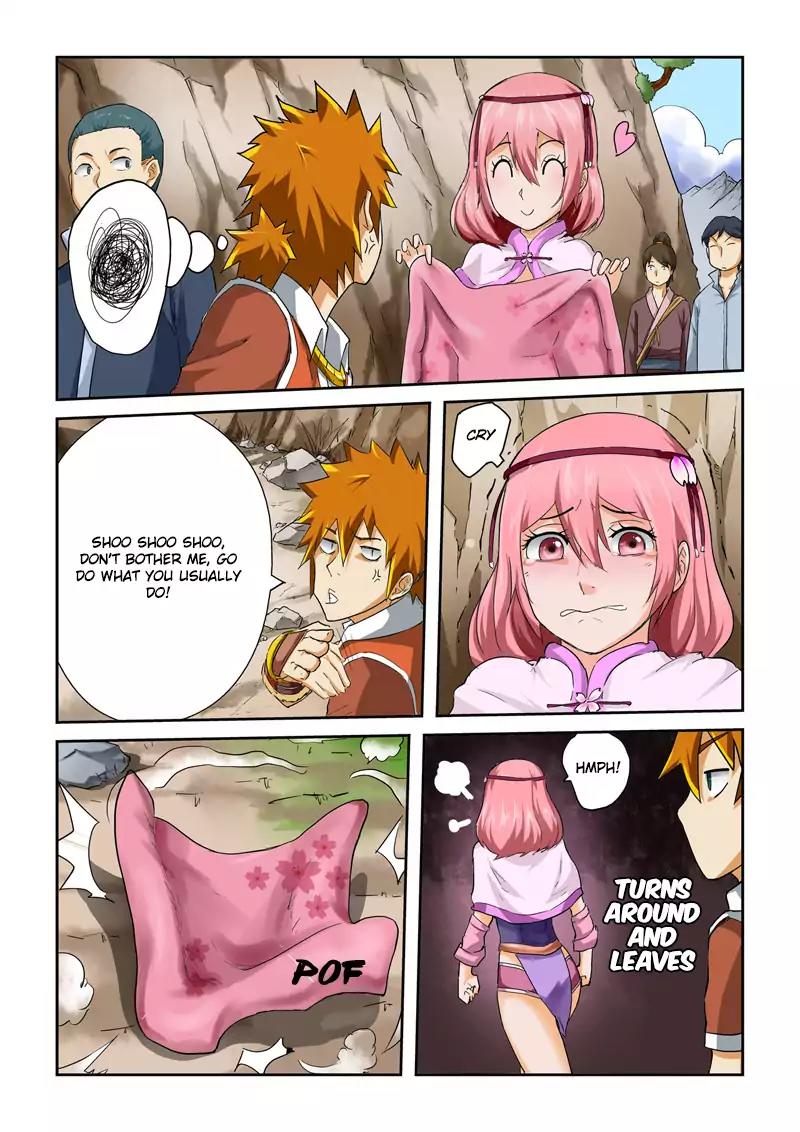 SHOO SHOO SHOO,
DON'T BOTHER ME, GO
DO WHAT YOU USUALLY
DO!
CRY
POF
HMPH!
TURNS
AROUND
AND
LEAVES